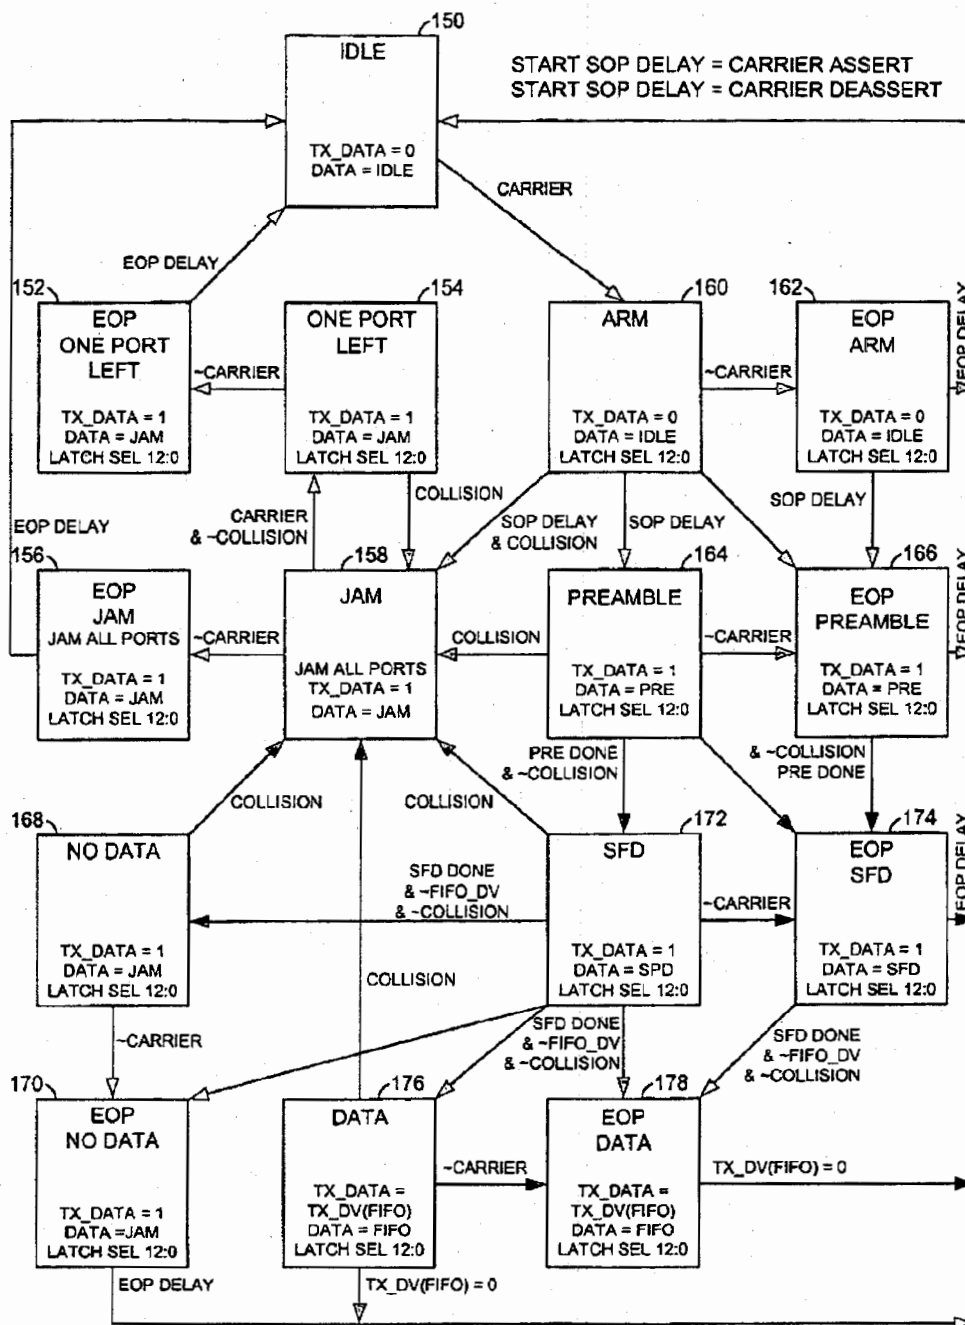 150
IDLE
TX_DATA = 0
DATA = IDLE
START SOP DELAY = CARRIER ASSERT
START SOP DELAY = CARRIER DEASSERT
CARRIER
EOP DELAY
152
EOP
ONE PORT
LEFT
TX_DATA = 1
DATA = JAM
LATCH SEL 12:0
~CARRIER
154
ONE PORT
LEFT
TX_DATA = 1
DATA = JAM
LATCH SEL 12:0
160
ARM
TX_DATA = 0
DATA = IDLE
LATCH SEL 12:0
~CARRIER
162
EOP
ARM
TX_DATA = 0
DATA = IDLE
LATCH SEL 12:0
EOP DELAY
EOP DELAY
CARRIER
& ~COLLISION
COLLISION
SOP DELAY
& COLLISION
SOP DELAY
SOP DELAY
156
EOP
JAM
JAM ALL PORTS
TX_DATA = 1
DATA = JAM
LATCH SEL 12:0
~CARRIER
158
JAM
JAM ALL PORTS
TX_DATA = 1
DATA = JAM
COLLISION
164
PREAMBLE
TX_DATA = 1
DATA = PRE
LATCH SEL 12:0
~CARRIER
166
EOP
PREAMBLE
TX_DATA = 1
DATA = PRE
LATCH SEL 12:0
EOP DELAY
COLLISION
COLLISION
PRE DONE
& ~COLLISION
& ~COLLISION
PRE DONE
168
NO DATA
TX_DATA = 1
DATA = JAM
LATCH SEL 12:0
SFD DONE
& ~FIFO_DV
& ~COLLISION
172
SFD
TX_DATA = 1
DATA = SPD
LATCH SEL 12:0
~CARRIER
174
EOP
SFD
TX_DATA = 1
DATA = SFD
LATCH SEL 12:0
EOP DELAY
COLLISION
~CARRIER
SFD DONE
& ~FIFO_DV
& ~COLLISION
SFD DONE
& ~FIFO_DV
& ~COLLISION
170
EOP
NO DATA
TX_DATA = 1
DATA =JAM
LATCH SEL 12:0
176
DATA
TX_DATA =
TX_DV(FIFO)
DATA = FIFO
LATCH SEL 12:0
~CARRIER
178
EOP
DATA
TX_DATA =
TX_DV(FIFO)
DATA = FIFO
LATCH SEL 12:0
TX_DV(FIFO) = 0
EOP DELAY
TX_DV(FIFO) = 0